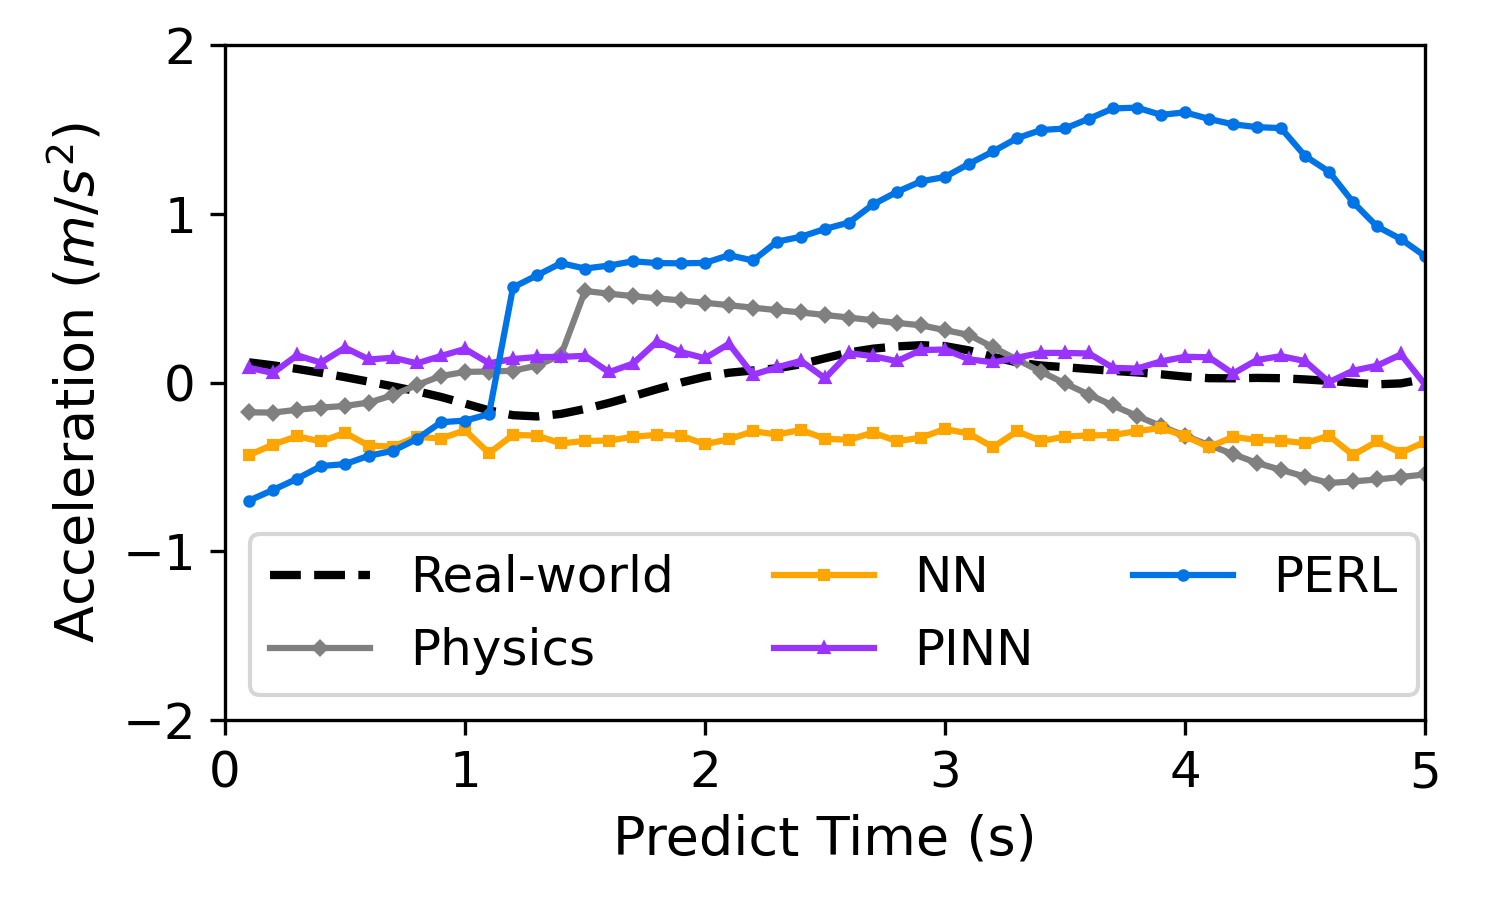 2
1
0
−1
−2
Acceleration (m/s²)
Real-world
Physics
NN
PINN
PERL
0 1 2 3 4 5
Predict Time (s)